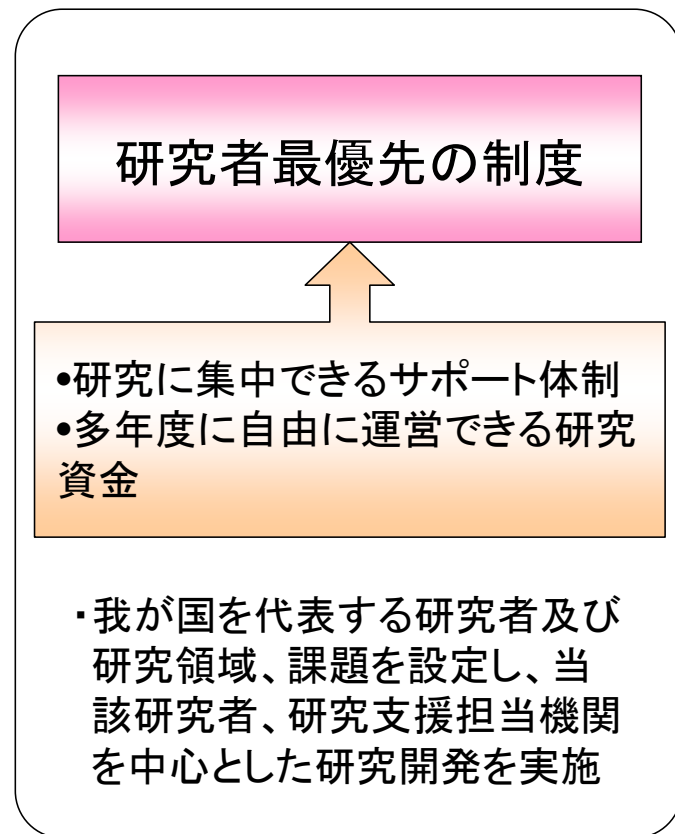 研究者最優先の制度
•研究に集中できるサポート体制
•多年度に自由に運営できる研究
資金
・我が国を代表する研究者及び
研究領域、課題を設定し、当
該研究者、研究支援担当機関
を中心とした研究開発を実施